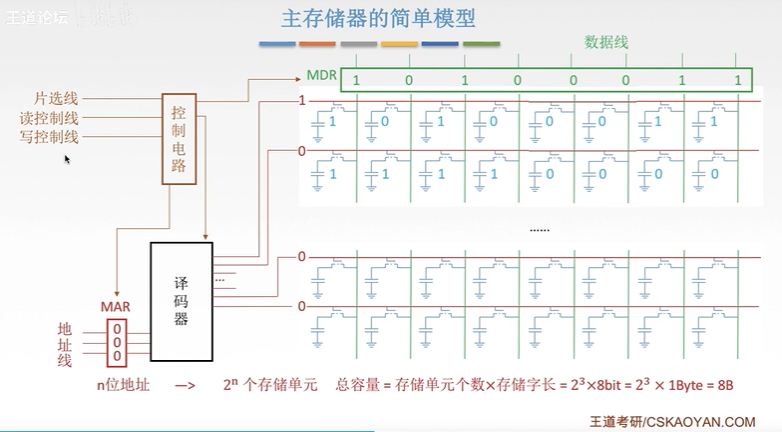 王道论坛
主存储器的简单模型
数据线
MDR 1 0 1 0 0 0 1 1
片选线
读控制线
写控制线
控制电路
1
1 0 1 0 0 0 1 1
0
1 1 1 1 0 0 0 0
......
译码器
...
0
0
MAR
地址线
0
0
0
n位地址 —> 2ⁿ 个存储单元 总容量 = 存储单元个数×存储字长 = 2³×8bit = 2³ × 1Byte = 8B
王道考研/CSKAOYAN.COM